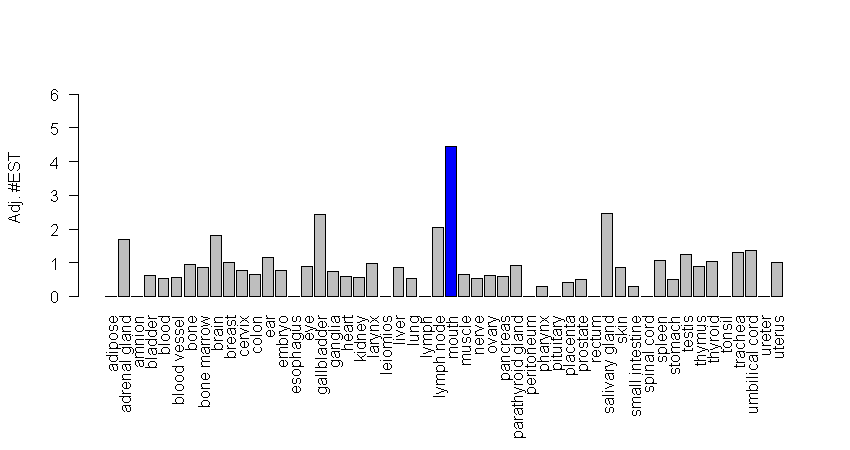 Adj. #EST
6
5
4
3
2
1
0
adipose
adrenal gland
amnion
bladder
blood
blood vessel
bone
bone marrow
brain
breast
cervix
colon
ear
embryo
esophagus
eye
gallbladder
ganglia
heart
kidney
larynx
leiomios
liver
lung
lymph
lymph node
mouth
muscle
nerve
ovary
pancreas
parathyroid gland
peritoneum
pharynx
pituitary
placenta
prostate
rectum
salivary gland
skin
small intestine
spinal cord
spleen
stomach
testis
thymus
thyroid
tonsil
trachea
umbilical cord
ureter
uterus